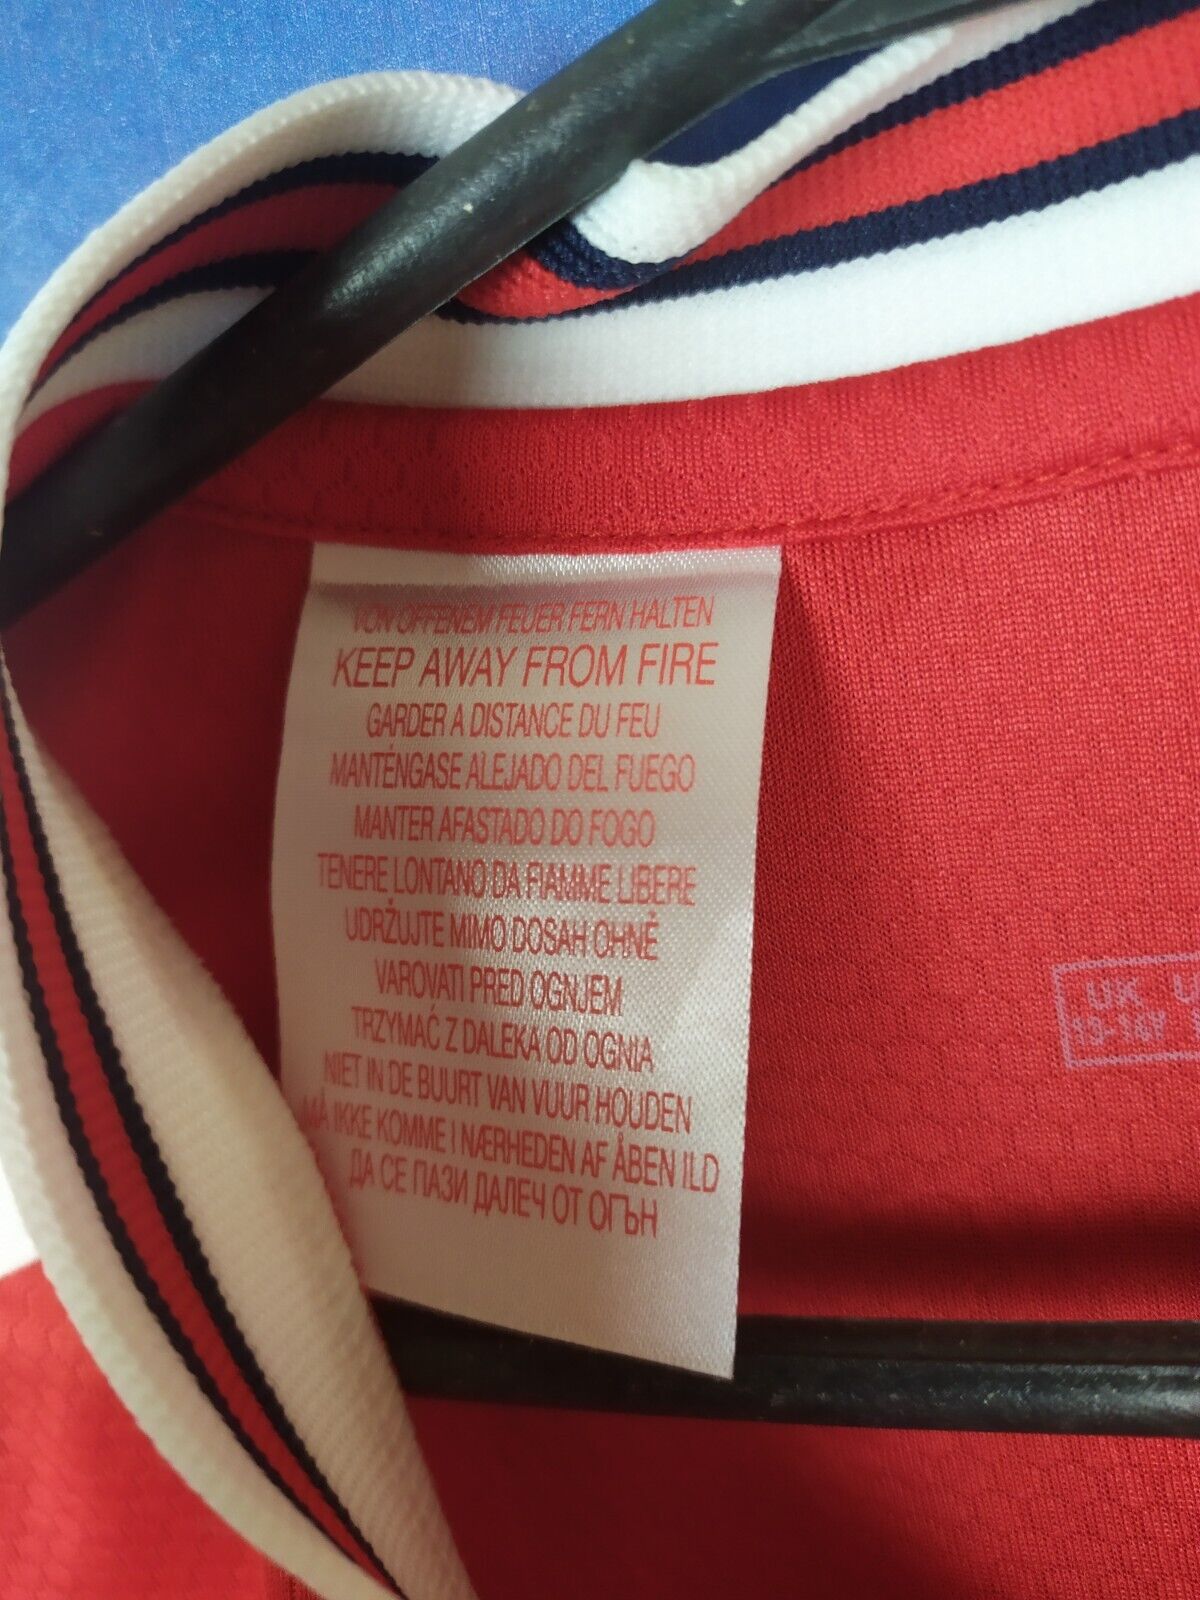 VON OFFENEM FEUER FERN HALTEN
KEEP AWAY FROM FIRE
GARDER A DISTANCE DU FEU
MANTÉNGASE ALEJADO DEL FUEGO
MANTER AFASTADO DO FOGO
TENERE LONTANO DA FIAMME LIBERE
UDRŽUJTE MIMO DOSAH OHNĚ
VAROVATI PRED OGNJEM
TRZYMAĆ Z DALEKA OD OGNIA
NIET IN DE BUURT VAN VUUR HOUDEN
MÅ IKKE KOMME I NÆRHEDEN AF ÅBEN ILD
ДА СЕ ПАЗИ ДАЛЕЧ ОТ ОГЪН
UK
13-14Y